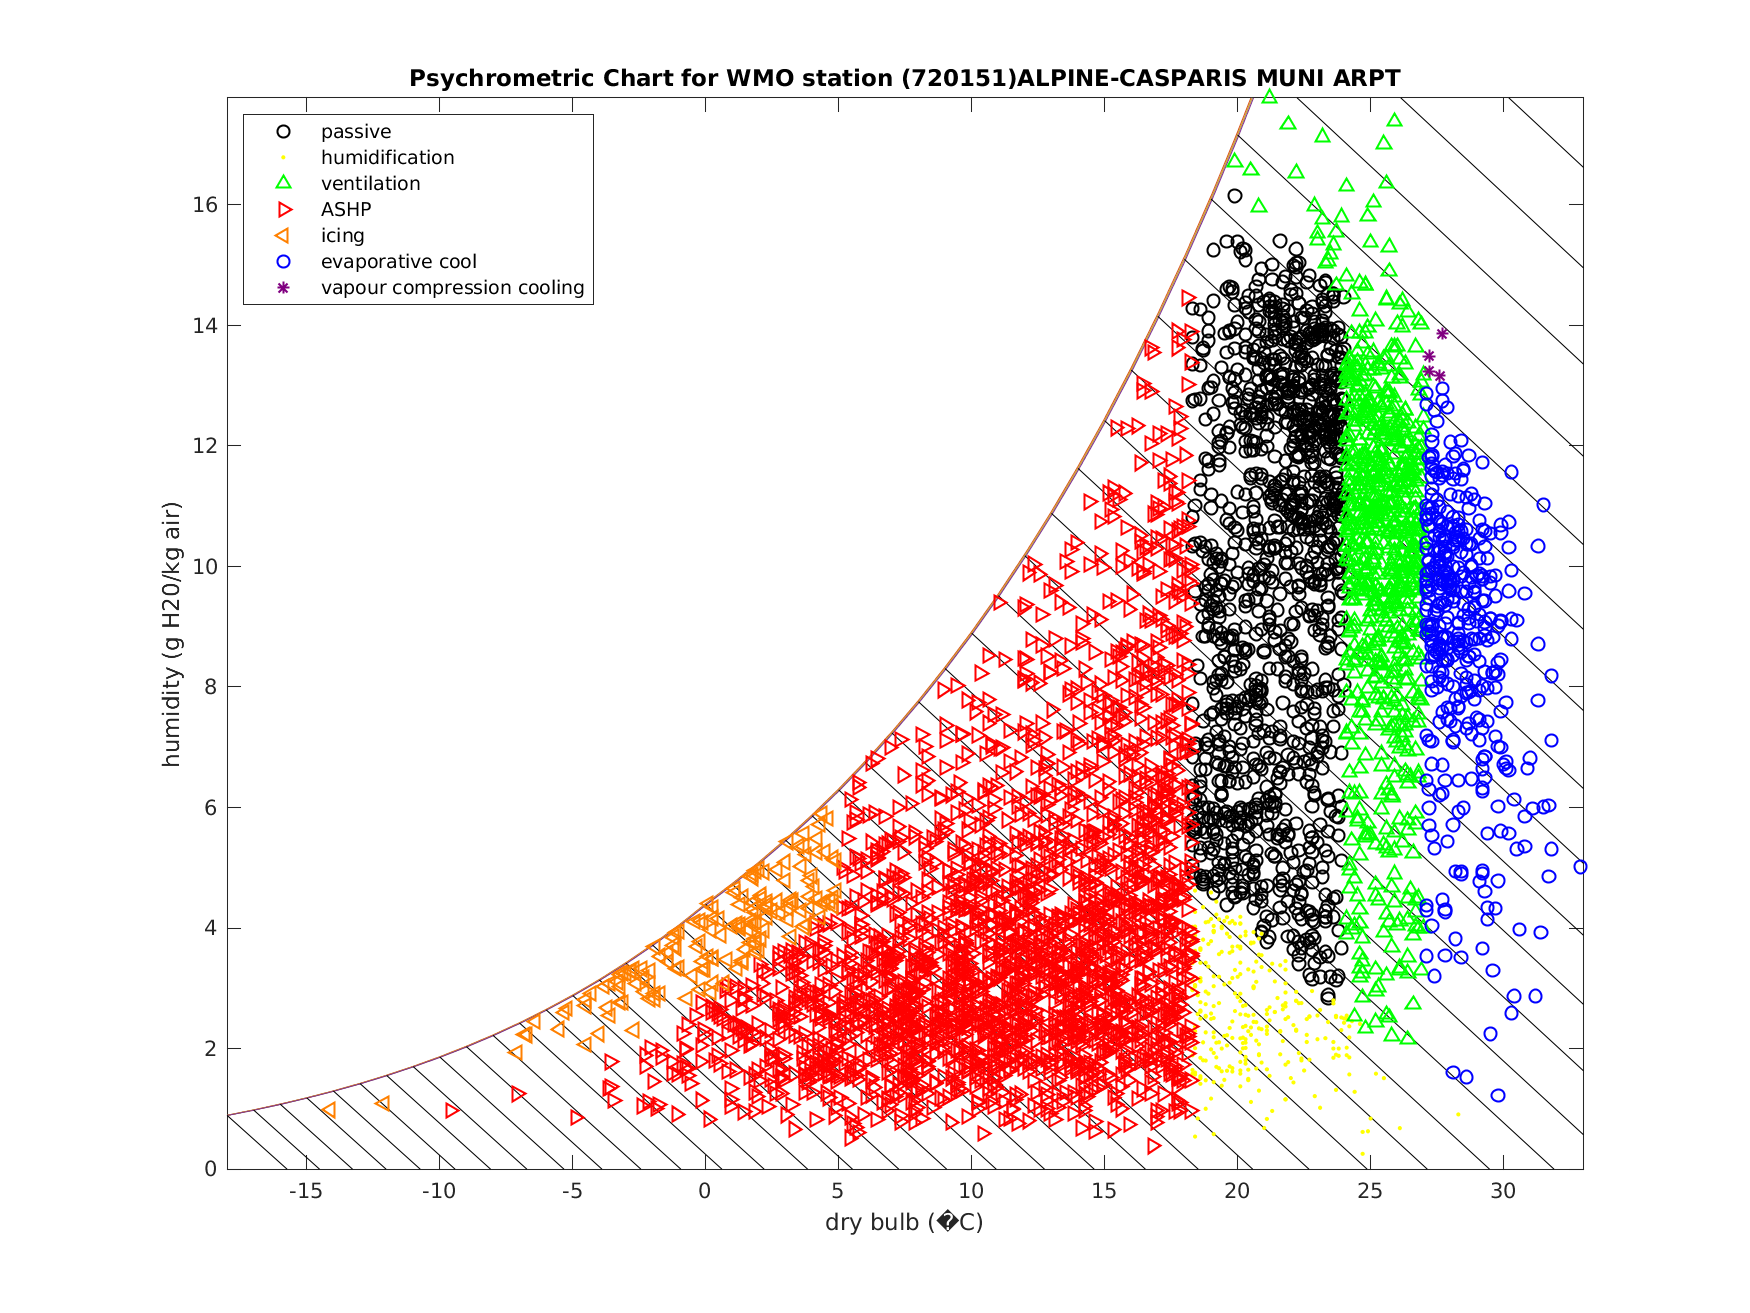 Psychrometric Chart for WMO station (720151)ALPINE-CASPARIS MUNI ARPT
passive
humidification
ventilation
ASHP
icing
evaporative cool
vapour compression cooling
humidity (g H20/kg air)
16
14
12
10
8
6
4
2
0
-15 -10 -5 0 5 10 15 20 25 30
dry bulb (�C)